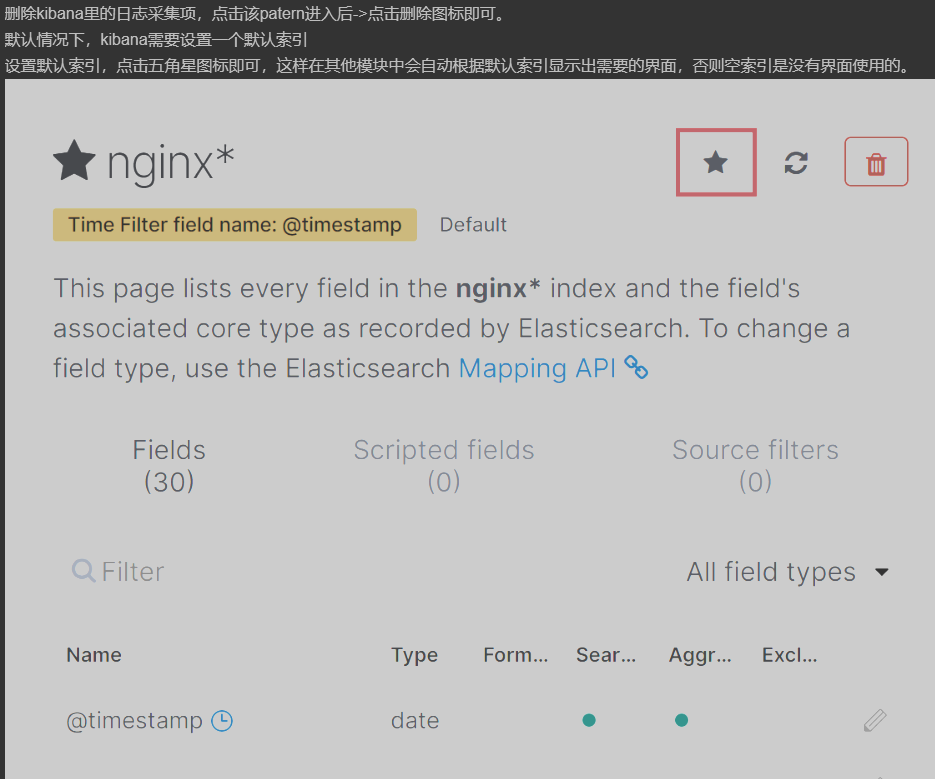 删除kibana里的日志采集项，点击该patern进入后->点击删除图标即可。
默认情况下，kibana需要设置一个默认索引
设置默认索引，点击五角星图标即可，这样在其他模块中会自动根据默认索引显示出需要的界面，否则空索引是没有界面使用的。
nginx*
Time Filter field name: @timestamp Default
This page lists every field in the nginx* index and the field's
associated core type as recorded by Elasticsearch. To change a
field type, use the Elasticsearch Mapping API
Fields Scripted fields Source filters
(30) (0) (0)
Filter All field types
Name Type Form... Sear... Aggr... Excl...
@timestamp date